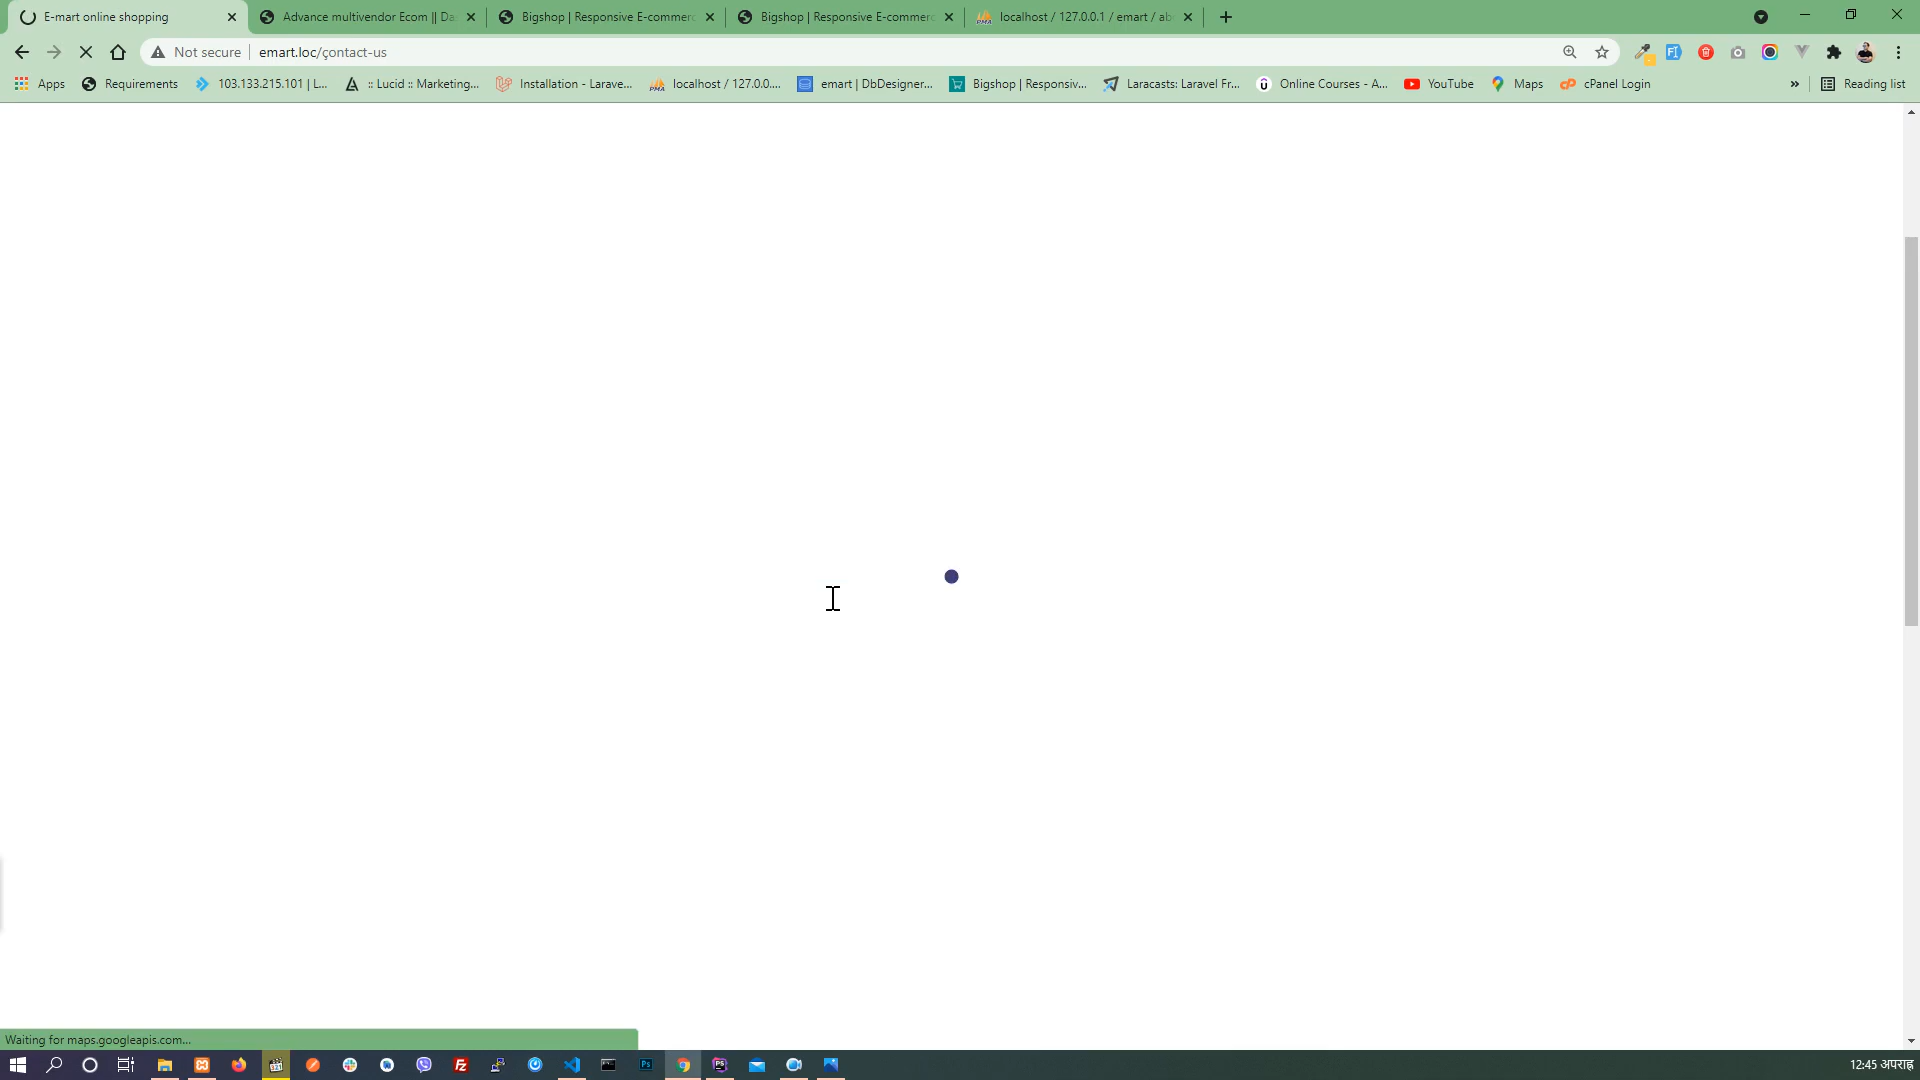 E-mart online shopping
Advance multivendor Ecom || Da
Bigshop | Responsive E-commerc
Bigshop | Responsive E-commerc
localhost / 127.0.0.1 / emart / ab
Not secure
emart.loc/contact-us
Apps
Requirements
103.133.215.101 | L...
:: Lucid :: Marketing...
Installation - Larave...
localhost / 127.0.0....
emart | DbDesigner...
Bigshop | Responsiv...
Laracasts: Laravel Fr...
Online Courses - A...
YouTube
Maps
cPanel Login
»
Reading list
Waiting for maps.googleapis.com...
12:45 अपराह्न